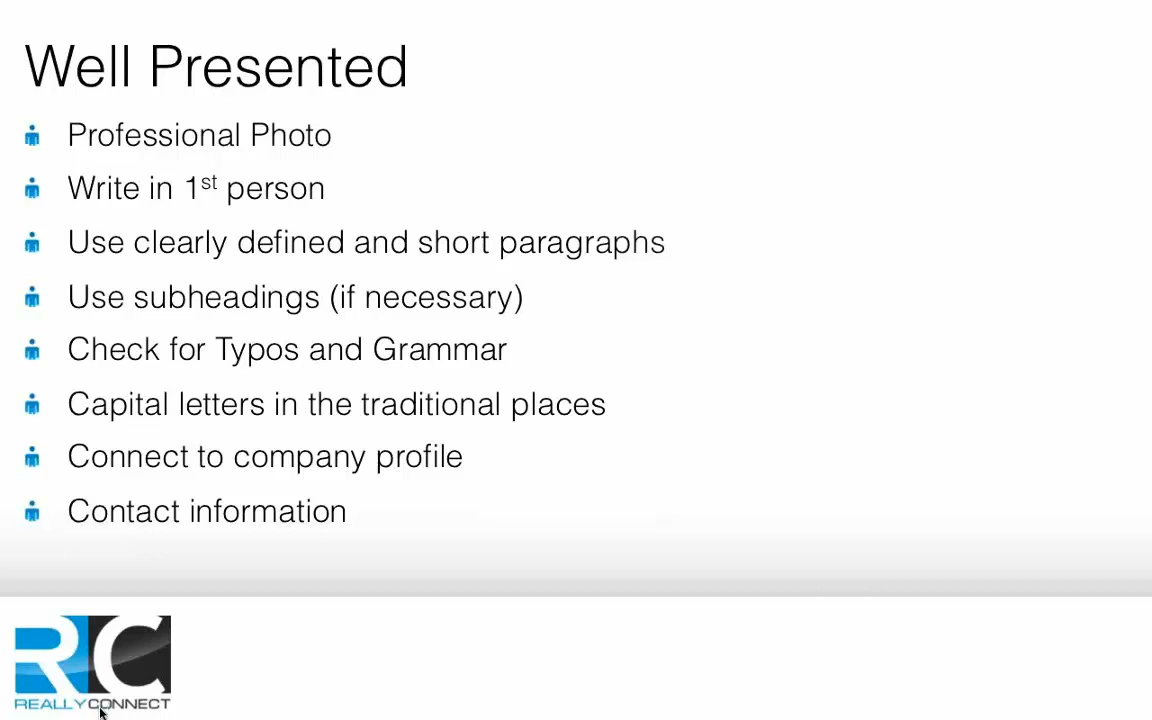 Well Presented
Professional Photo
Write in 1st person
Use clearly defined and short paragraphs
Use subheadings (if necessary)
Check for Typos and Grammar
Capital letters in the traditional places
Connect to company profile
Contact information
RC
REALLYCONNECT